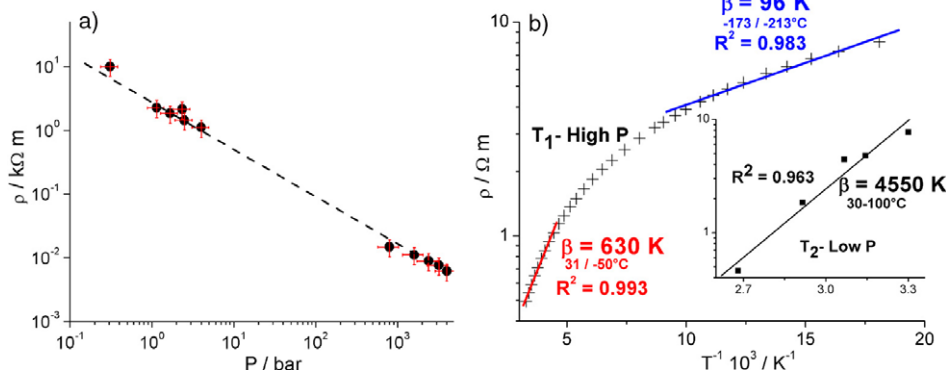 a)
ρ / kΩ m
10¹
10⁰
10⁻¹
10⁻²
10⁻³
10⁻¹ 10⁰ 10¹ 10² 10³
P / bar
b)
ρ / Ω m
10
1
5 10 15 20
T⁻¹ 10³ / K⁻¹
β = 96 K
-173 / -213°C
R² = 0.983
T₁- High P
β = 630 K
31 / -50°C
R² = 0.993
10
1
2.7 3.0 3.3
R² = 0.963
β = 4550 K
30-100°C
T₂- Low P